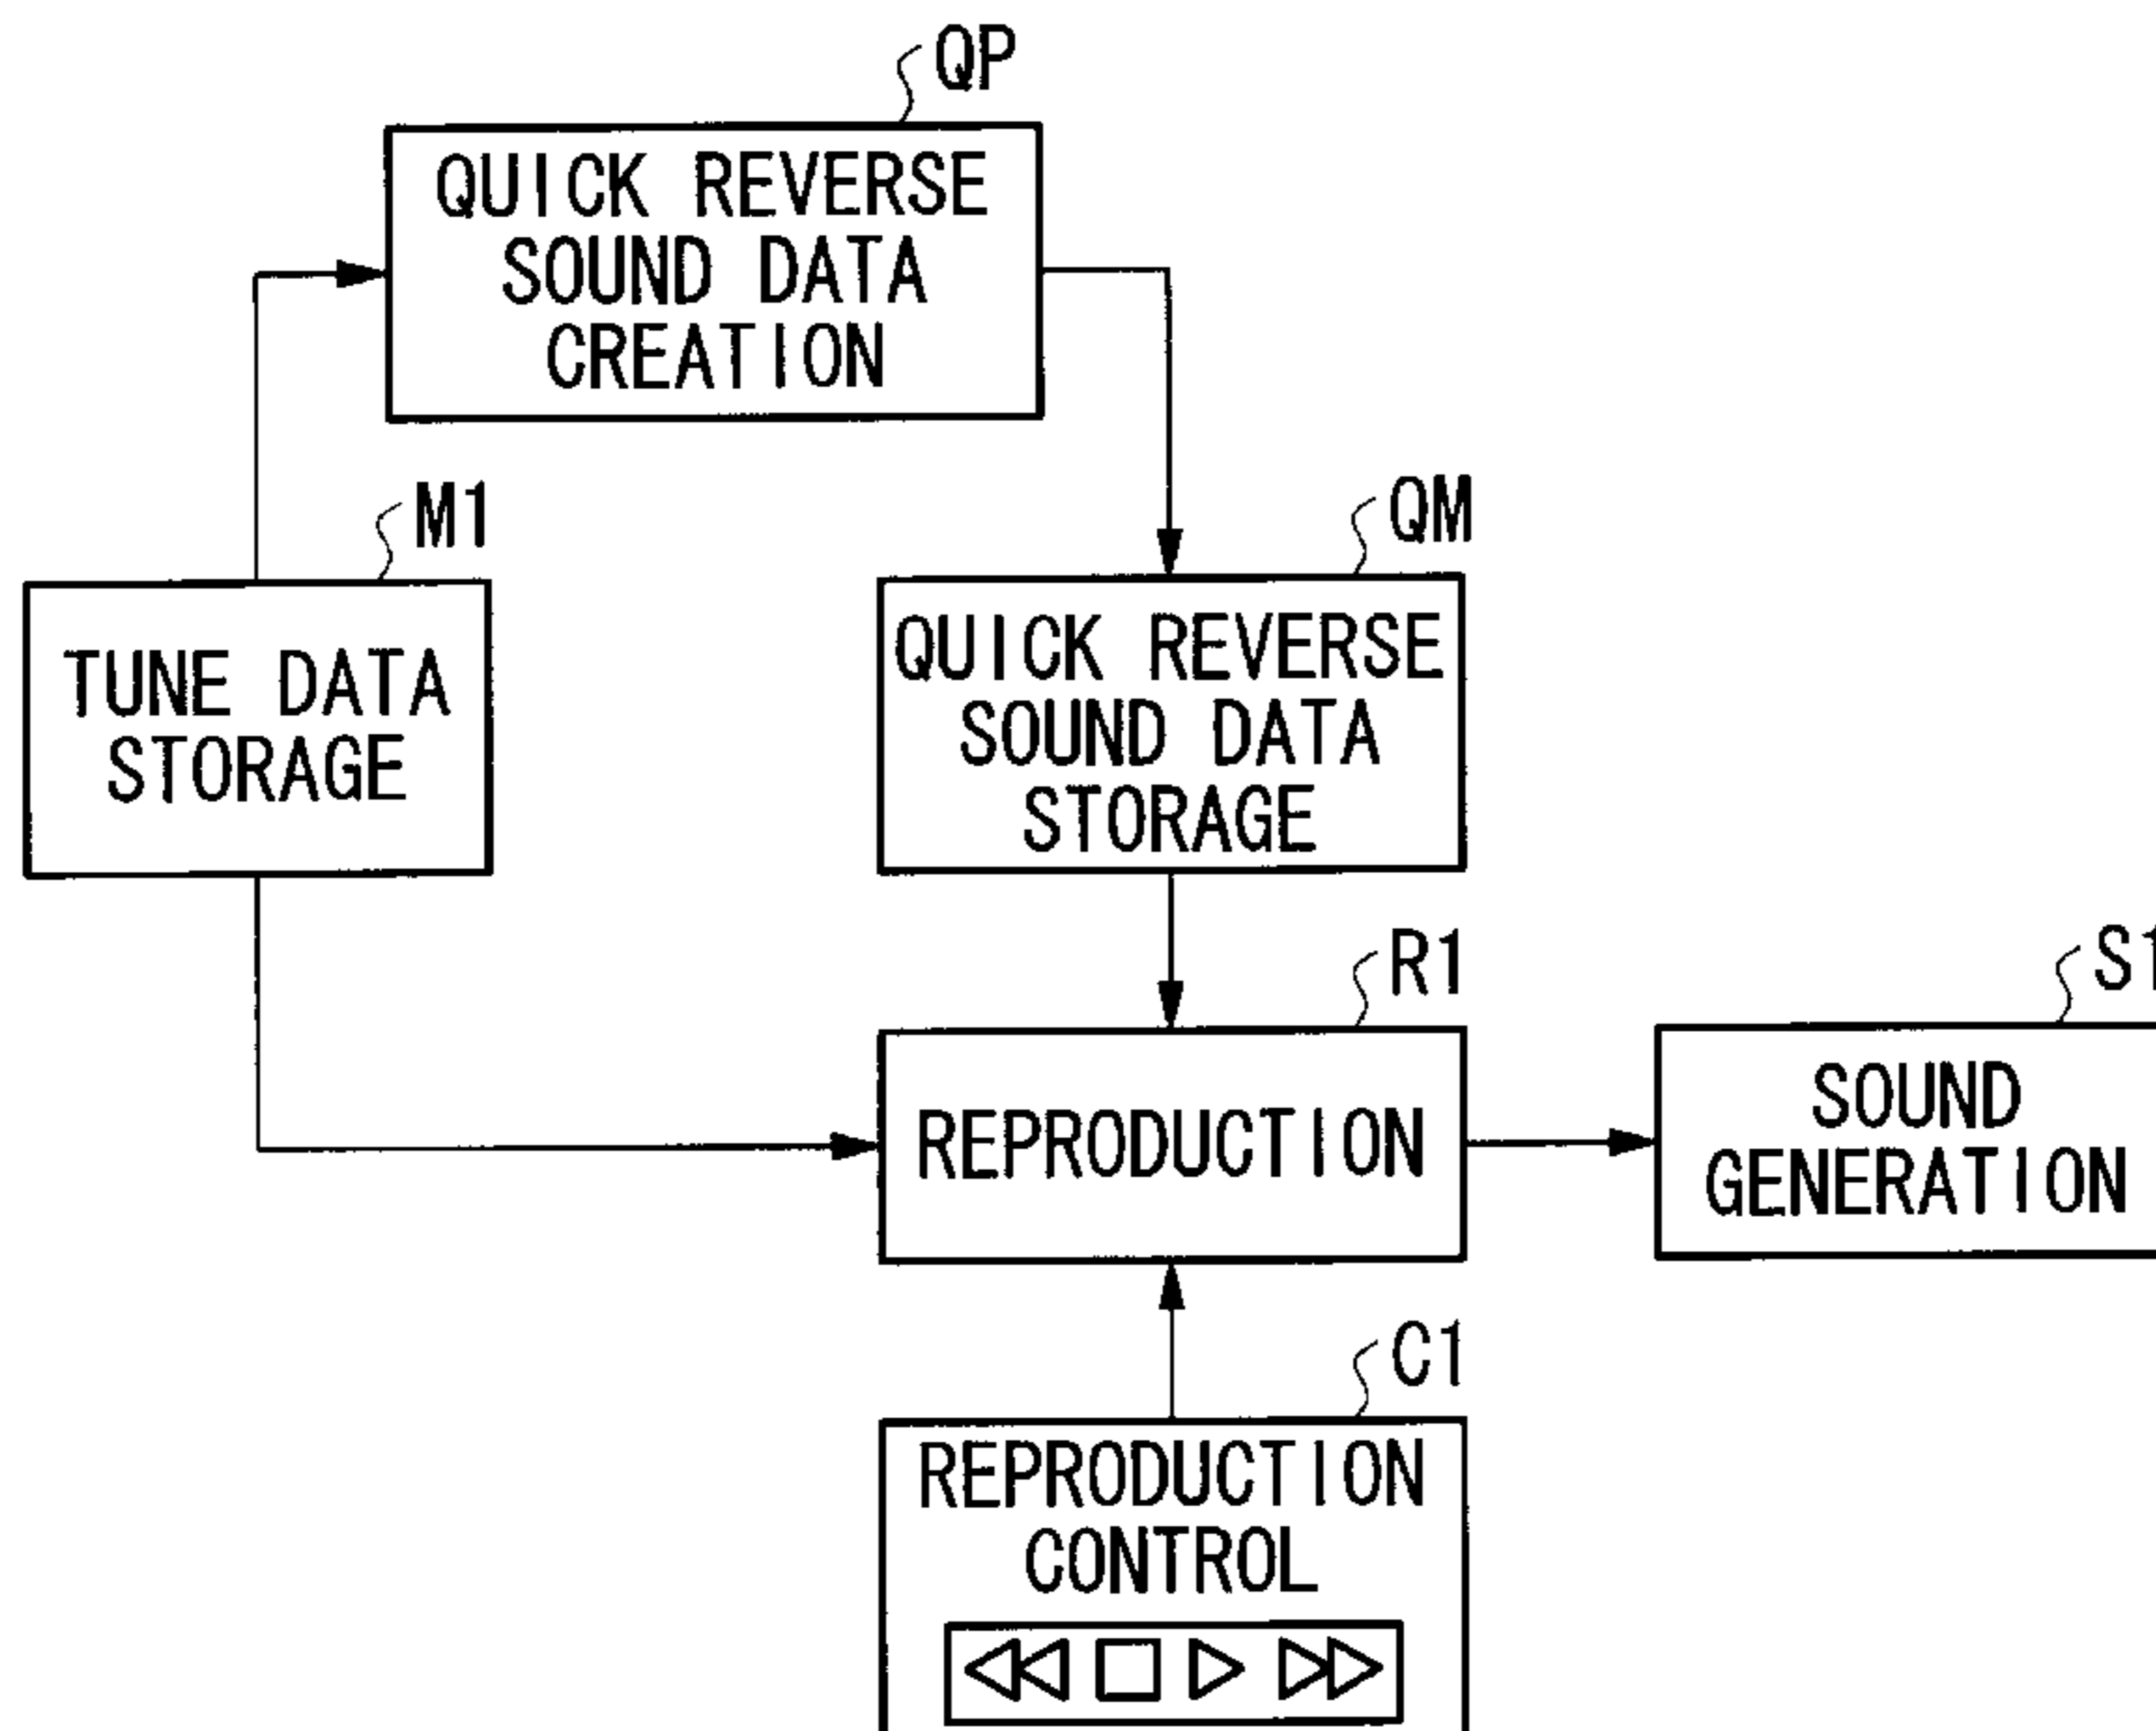 QP
QUICK REVERSE
SOUND DATA
CREATION
M1
QM
TUNE DATA
STORAGE
QUICK REVERSE
SOUND DATA
STORAGE
R1
S1
REPRODUCTION
SOUND
GENERATION
C1
REPRODUCTION
CONTROL